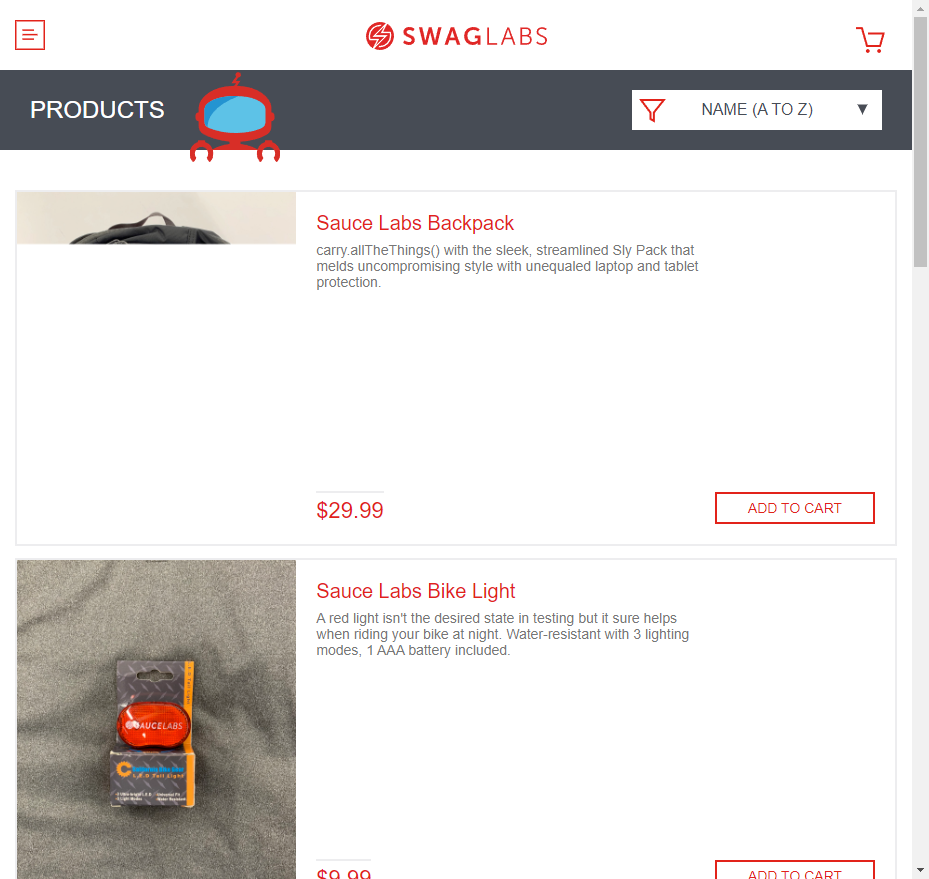 SWAGLABS
PRODUCTS
NAME (A TO Z)
Sauce Labs Backpack
carry.allTheThings() with the sleek, streamlined Sly Pack that
melds uncompromising style with unequaled laptop and tablet
protection.
$29.99
ADD TO CART
Sauce Labs Bike Light
A red light isn't the desired state in testing but it sure helps
when riding your bike at night. Water-resistant with 3 lighting
modes, 1 AAA battery included.
SAUCELABS
L.E.D Tail Light
$9.99
ADD TO CART